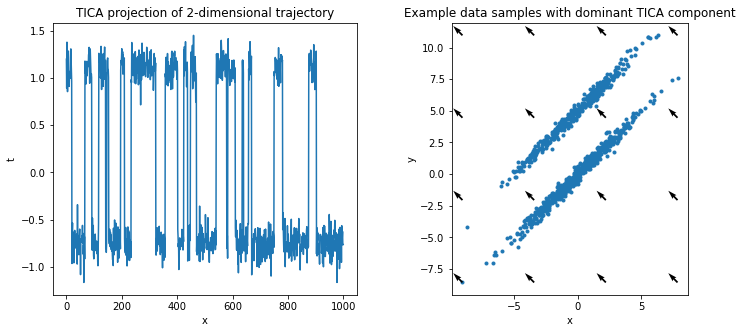 TICA projection of 2-dimensional trajectory
1.5
1.0
0.5
0.0
−0.5
−1.0
t
0 200 400 600 800 1000
x
Example data samples with dominant TICA component
10.0
7.5
5.0
2.5
0.0
−2.5
−5.0
−7.5
y
−5 0 5
x